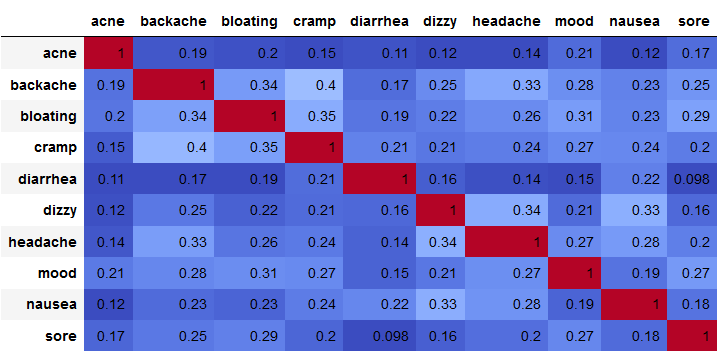 acne backache bloating cramp diarrhea dizzy headache mood nausea sore
acne 1 0.19 0.2 0.15 0.11 0.12 0.14 0.21 0.12 0.17
backache 0.19 1 0.34 0.4 0.17 0.25 0.33 0.28 0.23 0.25
bloating 0.2 0.34 1 0.35 0.19 0.22 0.26 0.31 0.23 0.29
cramp 0.15 0.4 0.35 1 0.21 0.21 0.24 0.27 0.24 0.2
diarrhea 0.11 0.17 0.19 0.21 1 0.16 0.14 0.15 0.22 0.098
dizzy 0.12 0.25 0.22 0.21 0.16 1 0.34 0.21 0.33 0.16
headache 0.14 0.33 0.26 0.24 0.14 0.34 1 0.27 0.28 0.2
mood 0.21 0.28 0.31 0.27 0.15 0.21 0.27 1 0.19 0.27
nausea 0.12 0.23 0.23 0.24 0.22 0.33 0.28 0.19 1 0.18
sore 0.17 0.25 0.29 0.2 0.098 0.16 0.2 0.27 0.18 1